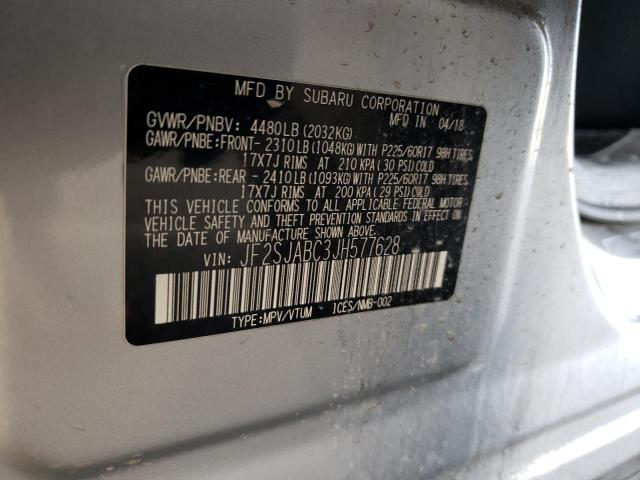 MFD BY SUBARU CORPORATION
MFD IN 04/18
GVWR/PNBV: 4480LB(2032KG)
GAWR/PNBE:FRONT- 2310LB(1048KG)WITH P225/60R17 98H TIRES
17X7J RIMS AT 210 KPA(30 PSI)COLD
GAWR/PNBE:REAR - 2410LB(1093KG)WITH P225/60R17 98H TIRES
17X7J RIMS AT 200 KPA(29 PSI)COLD
THIS VEHICLE CONFORMS TO ALL APPLICABLE FEDERAL MOTOR
VEHICLE SAFETY AND THEFT PREVENTION STANDARDS IN EFFECT
ON THE DATE OF MANUFACTURE SHOWN ABOVE.
VIN: JF2SJABC3JH577628
TYPE:MPV/VTUM ICES/NMB-002